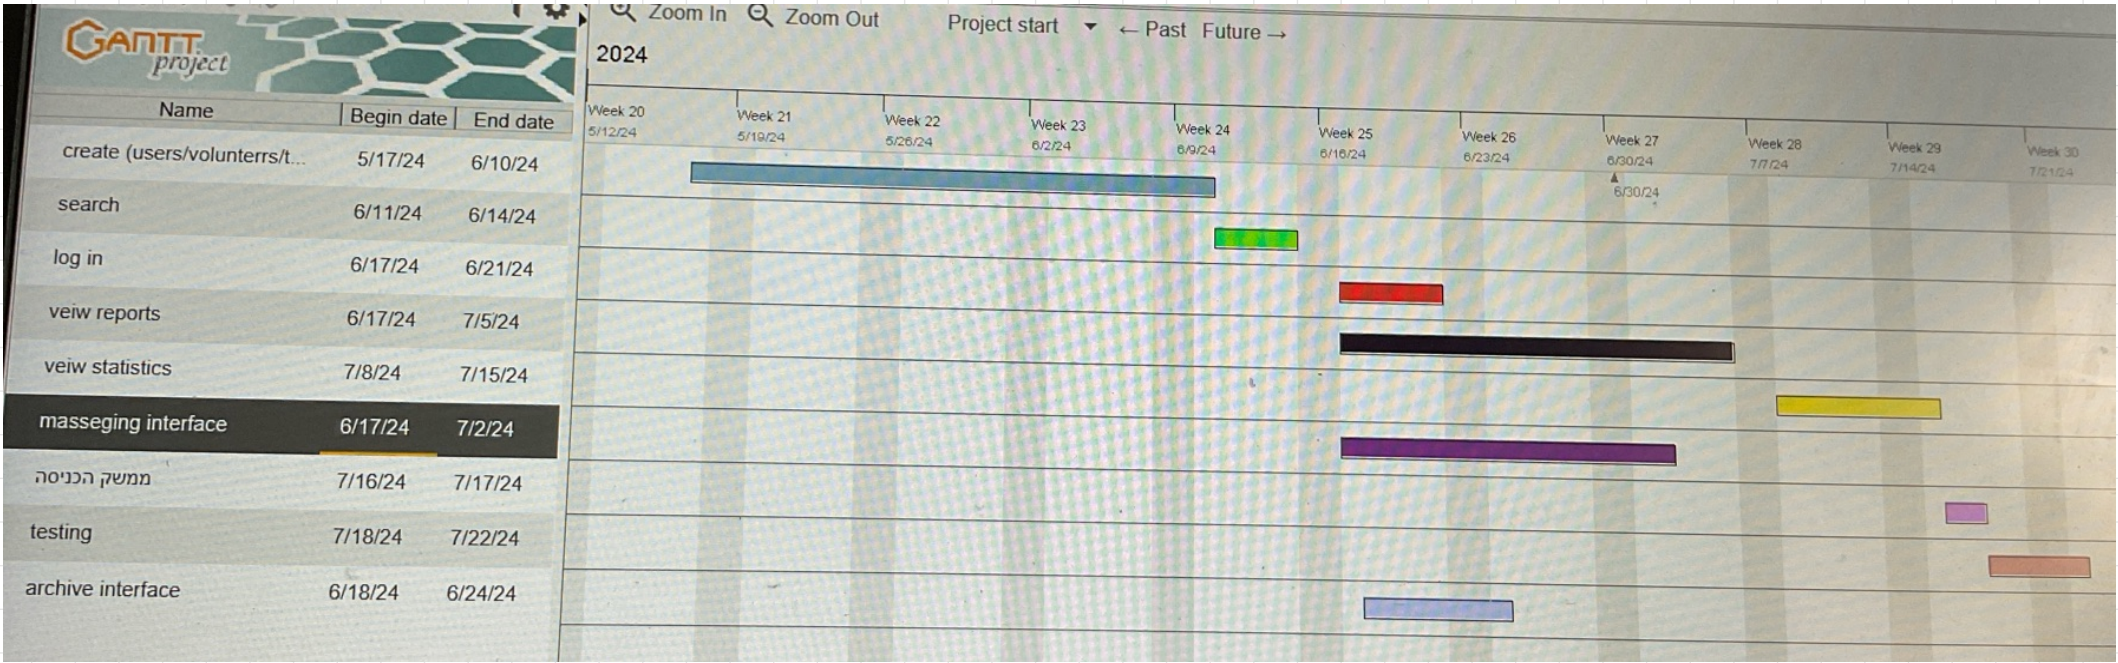 Zoom In Zoom Out Project start ← Past Future →
GANTT
project
2024
Name Begin date End date
Week 20 Week 21 Week 22 Week 23 Week 24 Week 25 Week 26 Week 27 Week 28 Week 29 Week 30
5/12/24 5/19/24 5/26/24 6/2/24 6/9/24 6/16/24 6/23/24 6/30/24 7/7/24 7/14/24 7/21/24
6/30/24
create (users/volunterrs/t... 5/17/24 6/10/24
search 6/11/24 6/14/24
log in 6/17/24 6/21/24
veiw reports 6/17/24 7/5/24
veiw statistics 7/8/24 7/15/24
masseging interface 6/17/24 7/2/24
ממשק הכניסה 7/16/24 7/17/24
testing 7/18/24 7/22/24
archive interface 6/18/24 6/24/24